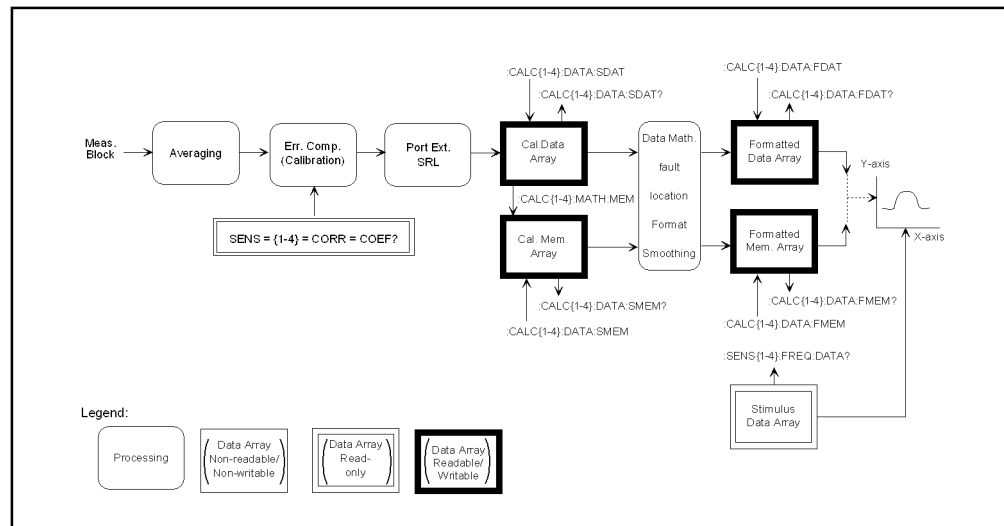 :CALC{1-4}:DATA:SDAT
:CALC{1-4}:DATA:SDAT?
:CALC{1-4}:DATA:FDAT
:CALC{1-4}:DATA:FDAT?
Meas.
Block
Averaging
Err. Comp.
(Calibration)
Port Ext.
SRL
Cal.Data
Array
Data Math.
fault
location
Format
Smoothing
Formatted
Data Array
Y-axis
X-axis
SENS = {1-4} = CORR = COEF?
:CALC{1-4}:MATH:MEM
Cal. Mem.
Array
Formatted
Mem. Array
:CALC{1-4}:DATA:SMEM?
:CALC{1-4}:DATA:SMEM
:CALC{1-4}:DATA:FMEM?
:CALC{1-4}:DATA:FMEM
:SENS{1-4}:FREQ:DATA?
Stimulus
Data Array
Legend:
Processing
Data Array
Non-readable/
Non-writable
Data Array
Read-
only
Data Array
Readable/
Writable